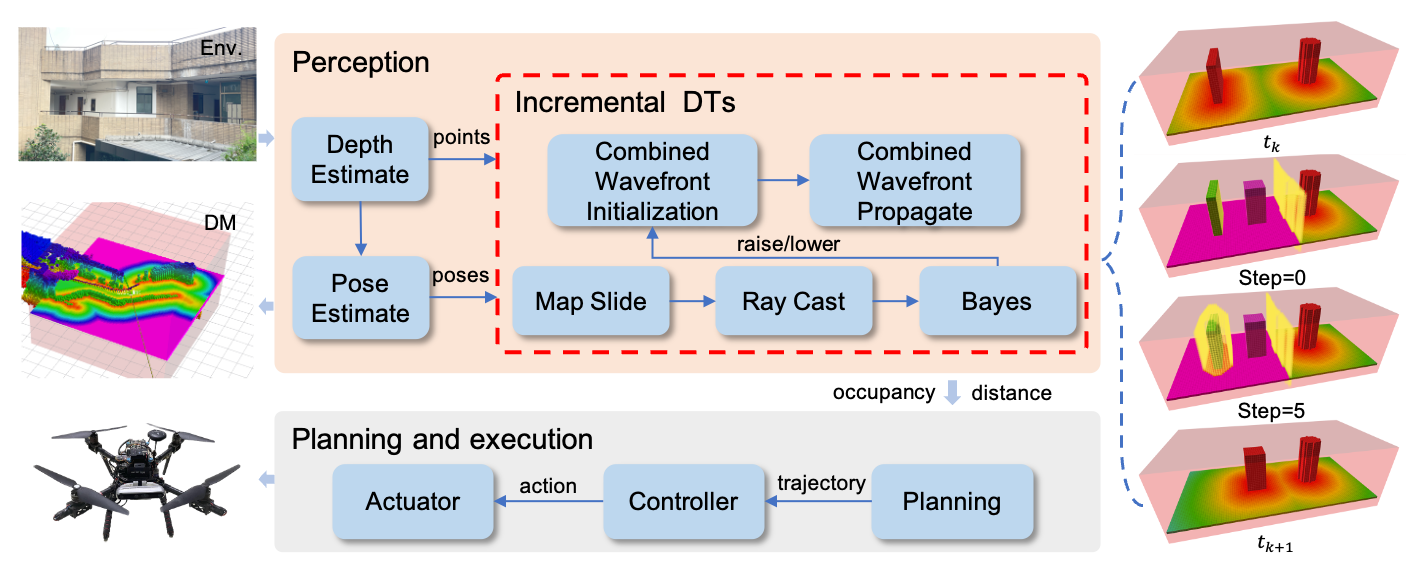 Env.
Perception
Incremental DTs
Depth
Estimate
points
Combined
Wavefront
Initialization
Combined
Wavefront
Propagate
raise/lower
Pose
Estimate
poses
Map Slide
Ray Cast
Bayes
DM
occupancy
distance
Planning and execution
Actuator
action
Controller
trajectory
Planning
t_k
Step=0
Step=5
t_{k+1}